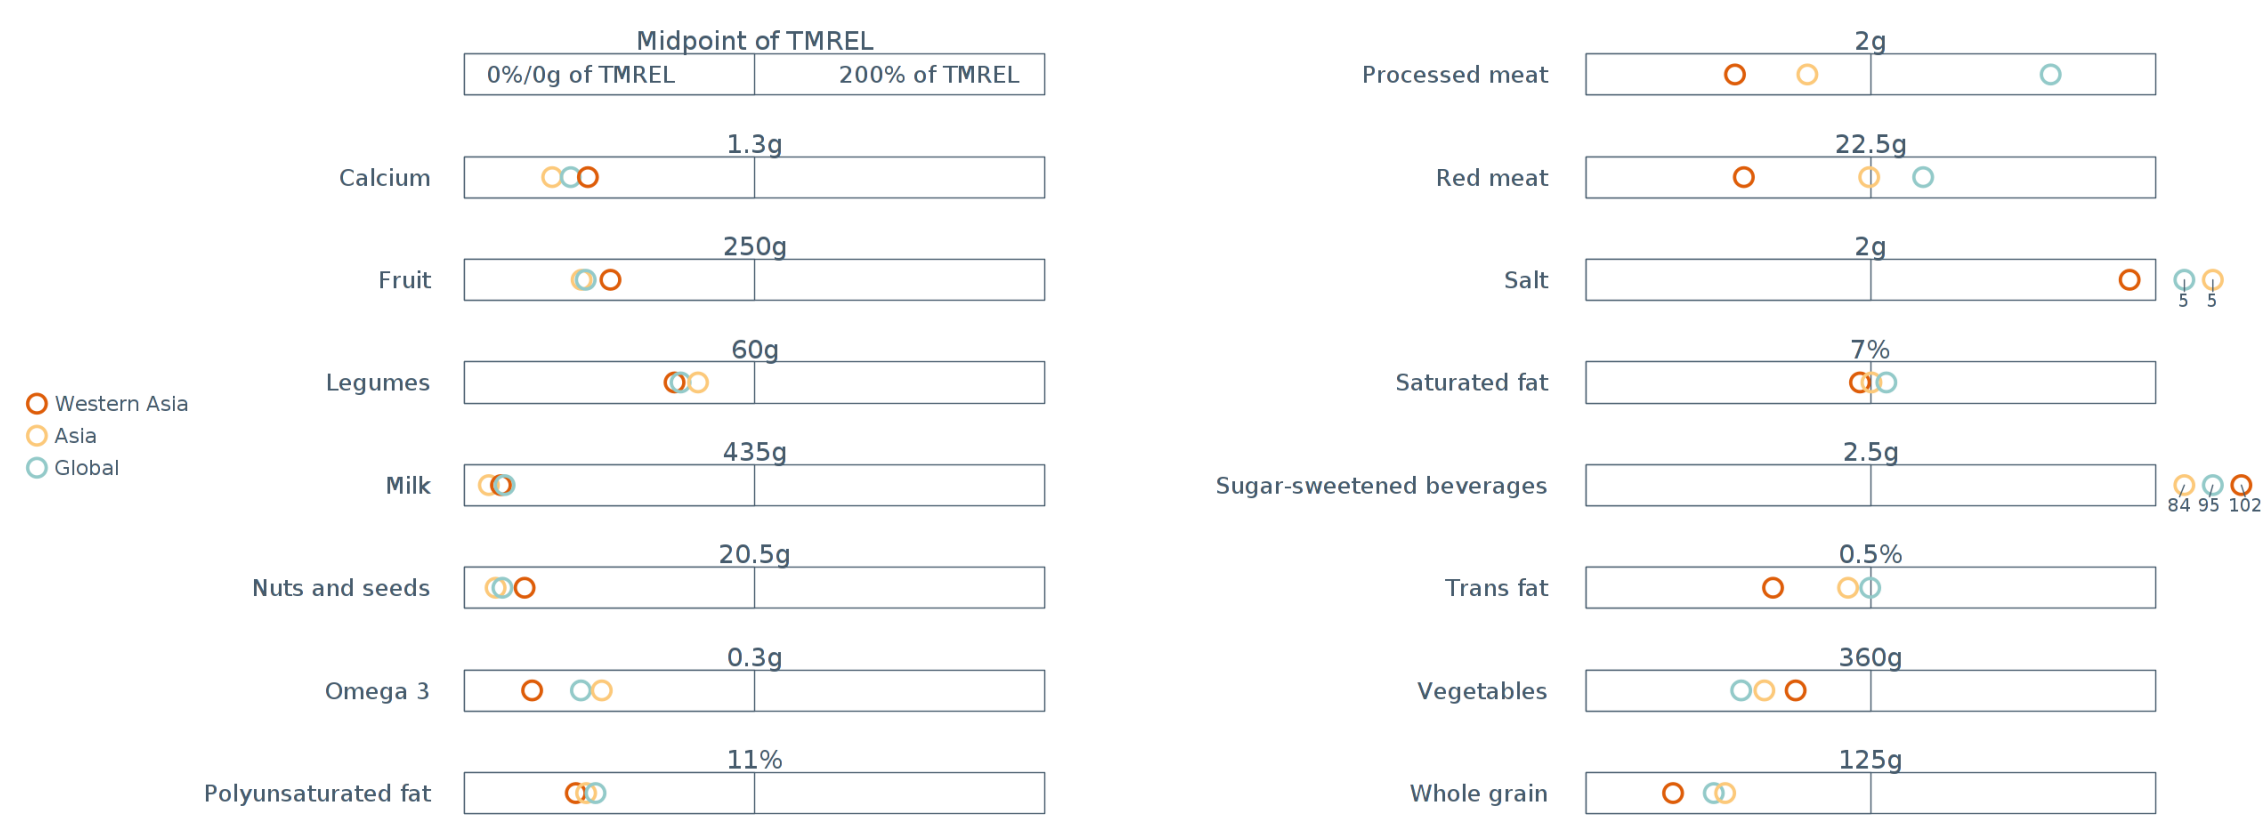 Midpoint of TMREL
0%/0g of TMREL
200% of TMREL
Calcium
1.3g
Fruit
250g
Legumes
60g
Milk
435g
Nuts and seeds
20.5g
Omega 3
0.3g
Polyunsaturated fat
11%
Western Asia
Asia
Global
Processed meat
2g
Red meat
22.5g
Salt
2g
5
5
Saturated fat
7%
Sugar-sweetened beverages
2.5g
84
95
102
Trans fat
0.5%
Vegetables
360g
Whole grain
125g